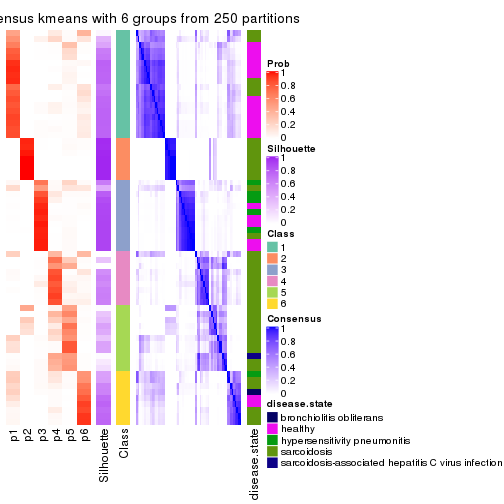 ensus kmeans with 6 groups from 250 partitions
Prob
1
0.8
0.6
0.4
0.2
0
Silhouette
1
0.8
0.6
0.4
0.2
0
Class
1
2
3
4
5
6
Consensus
1
0.8
0.6
0.4
0.2
0
disease.state
bronchiolitis obliterans
healthy
hypersensitivity pneumonitis
sarcoidosis
sarcoidosis-associated hepatitis C virus infection
p1
p2
p3
p4
p5
p6
Silhouette
Class
disease.state